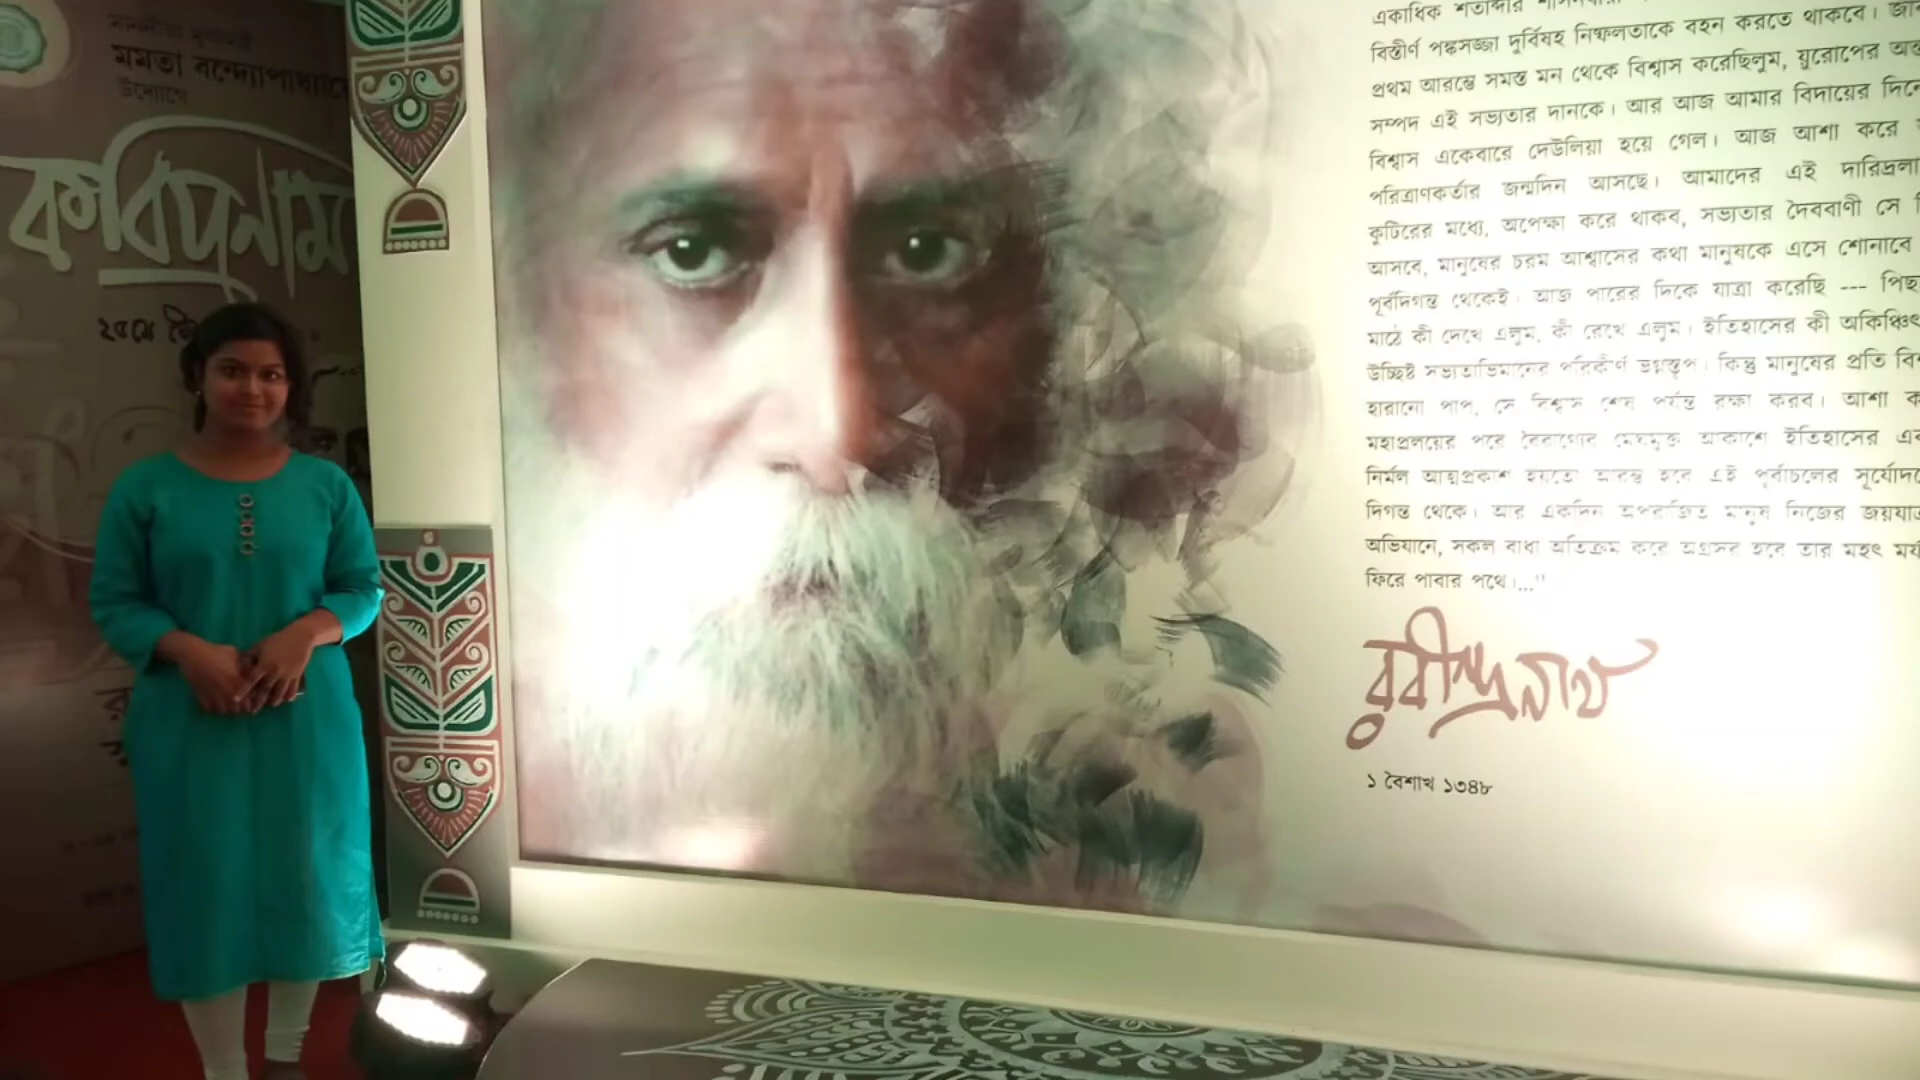 মাননীয়া মুখ্যমন্ত্রী
মমতা বন্দ্যোপাধ্যায়ের
উদ্যোগে
কবিপ্রণাম
২৫শে
একাধিক শতাব্দীর
বিস্তীর্ণ পঙ্কশয্যা দুর্বিষহ নিষ্ফলতাকে বহন করতে থাকবে।
প্রথম আরম্ভে সমস্ত মন থেকে বিশ্বাস করেছিলুম, য়ুরোপের
সম্পদ এই সভ্যতার দানকে। আর আজ আমার বিদায়ের দিনে
বিশ্বাস একেবারে দেউলিয়া হয়ে গেল। আজ আশা করে
পরিত্রাণকর্তার জন্মদিন আসছে। আমাদের এই
কুটিরের মধ্যে, অপেক্ষা করে থাকব, সভ্যতার দৈববাণী সে
আসবে, মানুষের চরম আশ্বাসের কথা মানুষকে এসে শোনাবে
পূর্বদিগন্ত থেকেই। আজ পারের দিকে যাত্রা করেছি ---
মাঠে কী দেখে এলুম, কী রেখে এলুম। ইতিহাসের কী
উচ্ছিষ্ট সভ্যতাভিমানের পরিকীর্ণ ভগ্নস্তূপ। কিন্তু মানুষের প্রতি
হারানো পাপ, সে বিশ্বাস শেষ পর্যন্ত রক্ষা করব। আশা
মহাপ্রলয়ের পরে বৈরাগ্যের মেঘমুক্ত আকাশে ইতিহাসের
নির্মল আত্মপ্রকাশ হয়তো আরম্ভ হবে এই পূর্বাচলের
দিগন্ত থেকে। আর একদিন অপরাজিত মানুষ নিজের
অভিযানে, সকল বাধা অতিক্রম করে অগ্রসর হবে তার মহৎ
ফিরে পাবার পথে।..."
রবীন্দ্রনাথ
১ বৈশাখ ১৩৪৮